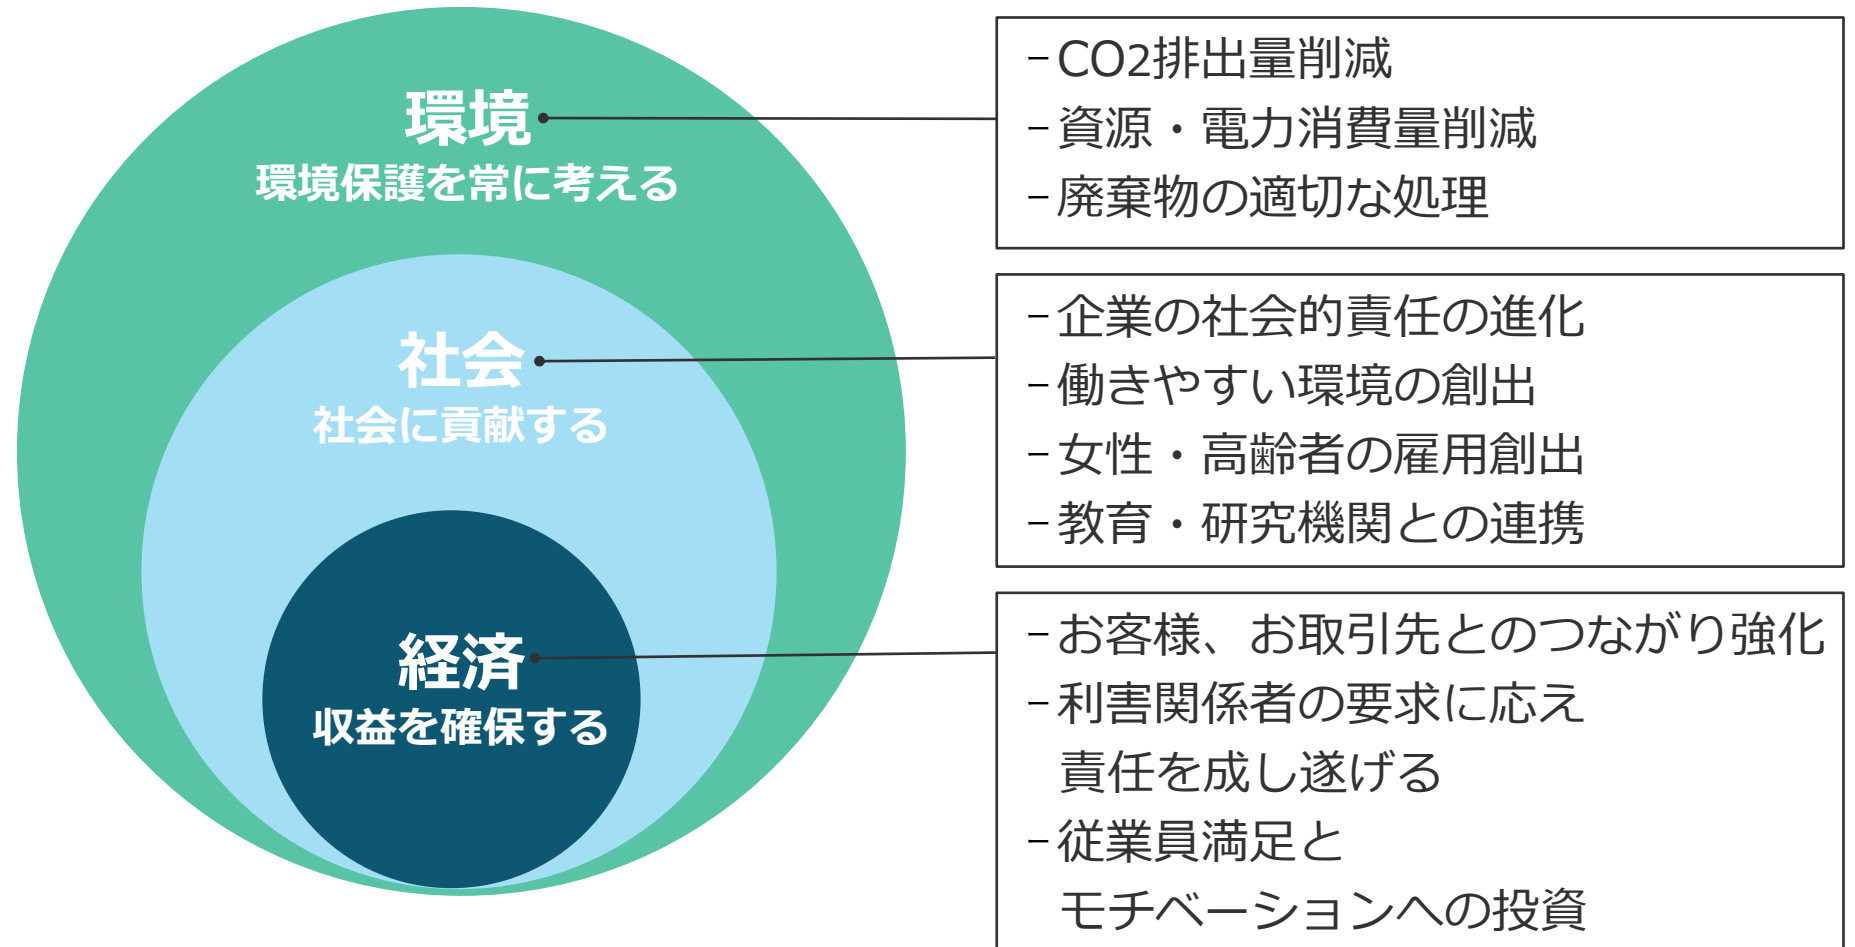 環境
環境保護を常に考える
社会
社会に貢献する
経済
収益を確保する
-CO2排出量削減
-資源・電力消費量削減
-廃棄物の適切な処理
-企業の社会的責任の進化
-働きやすい環境の創出
-女性・高齢者の雇用創出
-教育・研究機関との連携
-お客様、お取引先とのつながり強化
-利害関係者の要求に応え
責任を成し遂げる
-従業員満足と
モチベーションへの投資